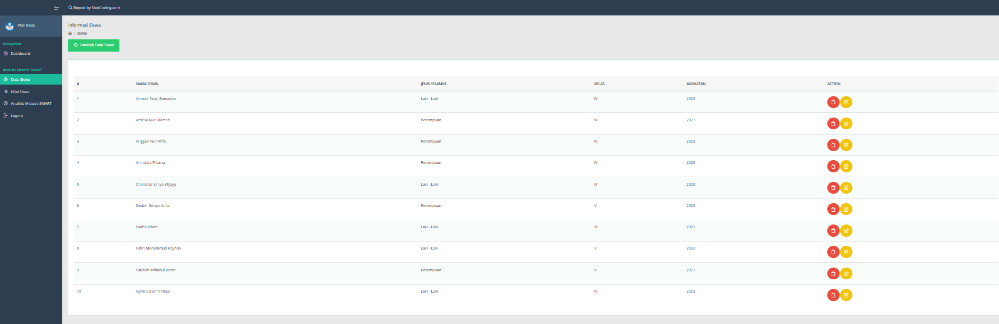 Repost by StokCoding.com
Wali Kelas
Navigation
Dashboard
Analisis Metode SMART
Data Siswa
Nilai Siswa
Analisis Metode SMART
Logout
Informasi Siswa
/ Siswa
Tambah Data Siswa
# NAMA SISWA JENIS KELAMIN KELAS ANGKATAN ACTION
1 Ahmad Fauzi Ramadan Laki - Laki IV 2023
2 Amelia Nur Hikmah Perempuan IV 2023
3 Anggun Nur Afifa Perempuan IV 2023
4 Anindyta Priatna Perempuan IV 2023
5 Chandika Yahya Wijaya Laki - Laki IV 2023
6 Dedeh Geisya Aulia Perempuan V 2023
7 Fadhil Alfath Laki - Laki VI 2023
8 Fahri Muhammad Rayhan Laki - Laki V 2023
9 Fauziah Miftahul Janah Perempuan V 2023
10 Gymnastiar Tri Raja Laki - Laki IV 2023